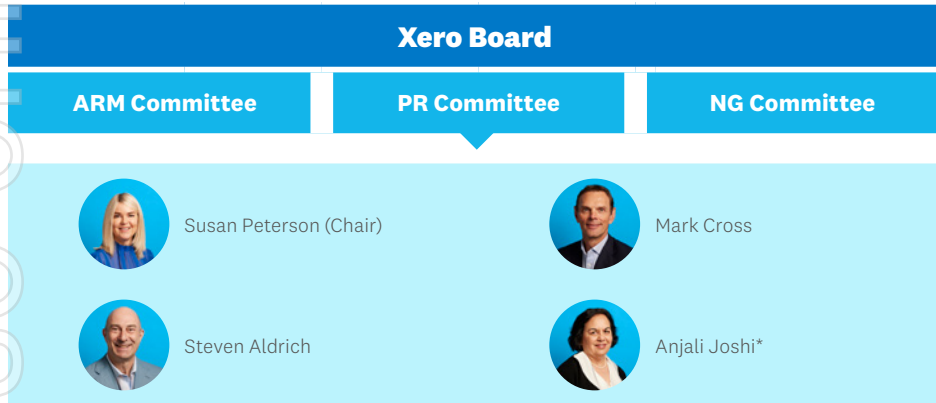 Xero Board
ARM Committee PR Committee NG Committee
Susan Peterson (Chair) Mark Cross
Steven Aldrich Anjali Joshi*